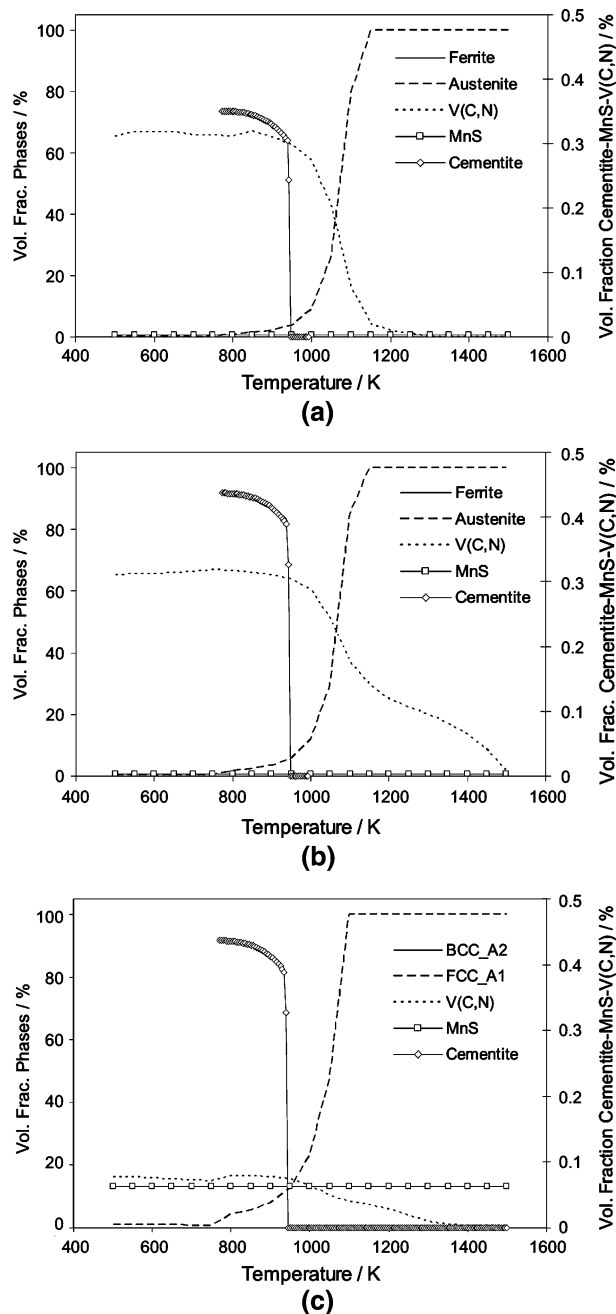 Vol. Frac. Phases / %
100
80
60
40
20
0
0.5
0.4
0.3
0.2
0.1
0
Vol. Fraction Cementite-MnS-V(C,N) / %
Ferrite
Austenite
V(C,N)
MnS
Cementite
400 600 800 1000 1200 1400 1600
Temperature / K
(a)
Vol. Frac. Phases / %
100
80
60
40
20
0
0.5
0.4
0.3
0.2
0.1
0
Vol. Frac. Cementite-MnS-V(C,N) / %
Ferrite
Austenite
V(C,N)
MnS
Cementite
400 600 800 1000 1200 1400 1600
Temperature / K
(b)
Vol. Frac. Phases / %
100
80
60
40
20
0
0.5
0.4
0.3
0.2
0.1
0
Vol. Fraction Cementite-MnS-V(C,N) / %
BCC_A2
FCC_A1
V(C,N)
MnS
Cementite
400 600 800 1000 1200 1400 1600
Temperature / K
(c)